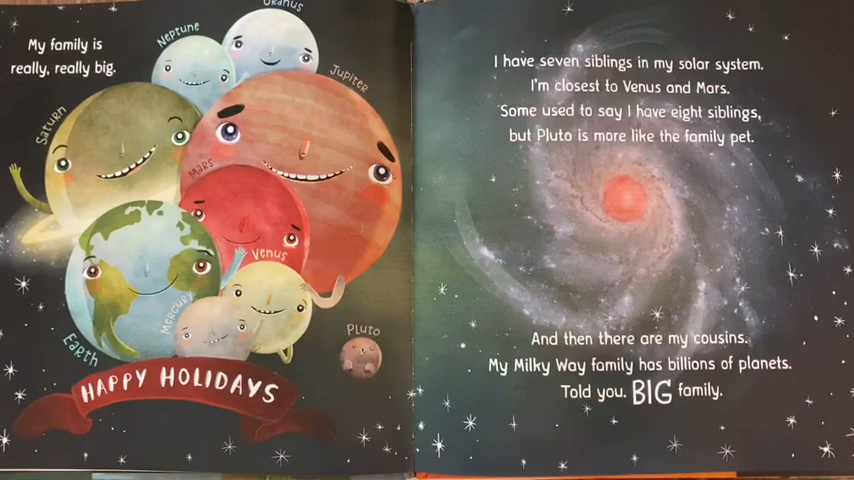 My family is
really, really big.
Neptune
Uranus
Jupiter
Saturn
Mars
Venus
Mercury
Earth
Pluto
HAPPY HOLIDAYS
I have seven siblings in my solar system.
I'm closest to Venus and Mars.
Some used to say I have eight siblings,
but Pluto is more like the family pet.
And then there are my cousins.
My Milky Way family has billions of planets.
Told you. BIG family.